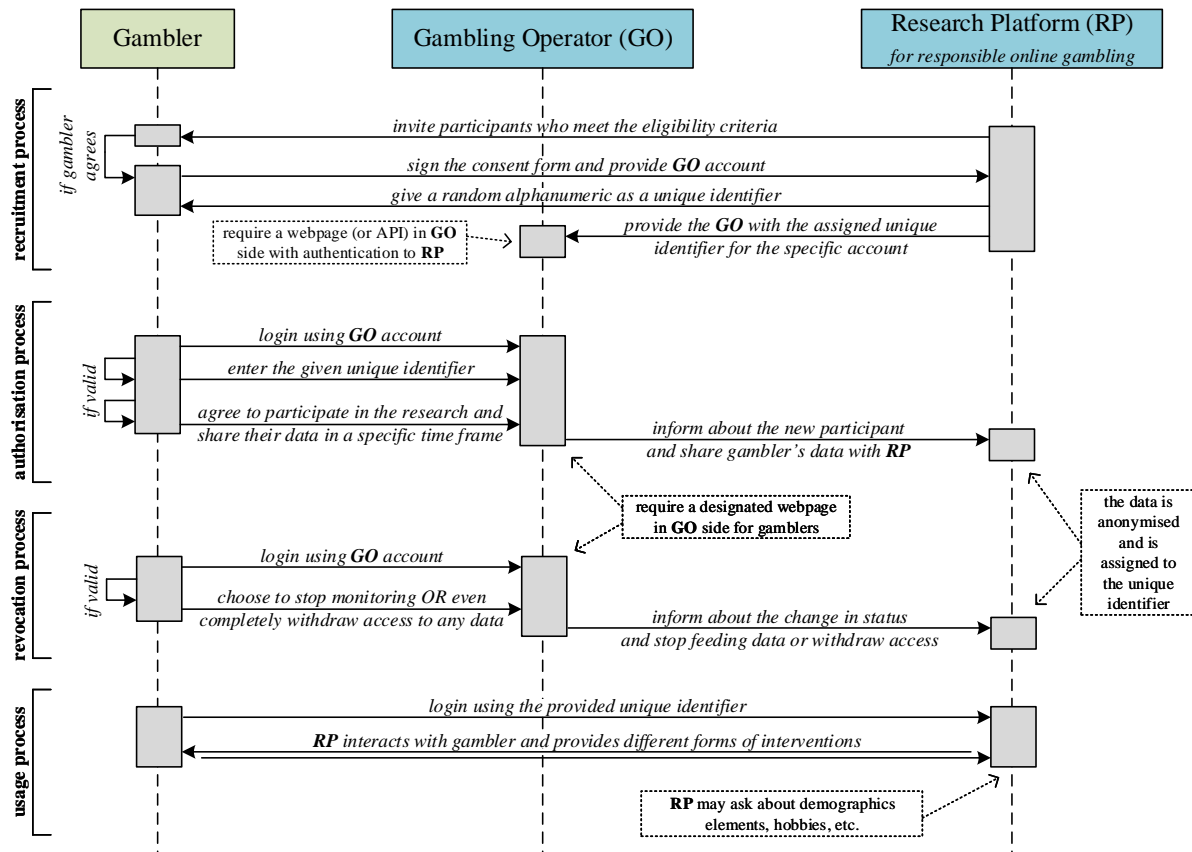 Gambler
Gambling Operator (GO)
Research Platform (RP)
for responsible online gambling
recruitment process
if gambler
agrees
invite participants who meet the eligibility criteria
sign the consent form and provide GO account
give a random alphanumeric as a unique identifier
require a webpage (or API) in GO
side with authentication to RP
provide the GO with the assigned unique
identifier for the specific account
authorisation process
if valid
login using GO account
enter the given unique identifier
agree to participate in the research and
share their data in a specific time frame
inform about the new participant
and share gambler's data with RP
require a designated webpage
in GO side for gamblers
the data is
anonymised
and is
assigned to
the unique
identifier
revocation process
if valid
login using GO account
choose to stop monitoring OR even
completely withdraw access to any data
inform about the change in status
and stop feeding data or withdraw access
usage process
login using the provided unique identifier
RP interacts with gambler and provides different forms of interventions
RP may ask about demographics
elements, hobbies, etc.